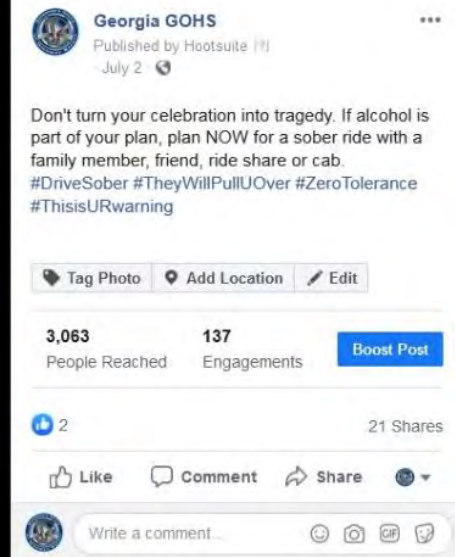 Georgia GOHS
Published by Hootsuite [?]
July 2
Don't turn your celebration into tragedy. If alcohol is
part of your plan, plan NOW for a sober ride with a
family member, friend, ride share or cab.
#DriveSober #TheyWillPullUOver #ZeroTolerance
#ThisisURwarning
Tag Photo Add Location Edit
3,063 137
People Reached Engagements Boost Post
2 21 Shares
Like Comment Share
Write a comment... GIF